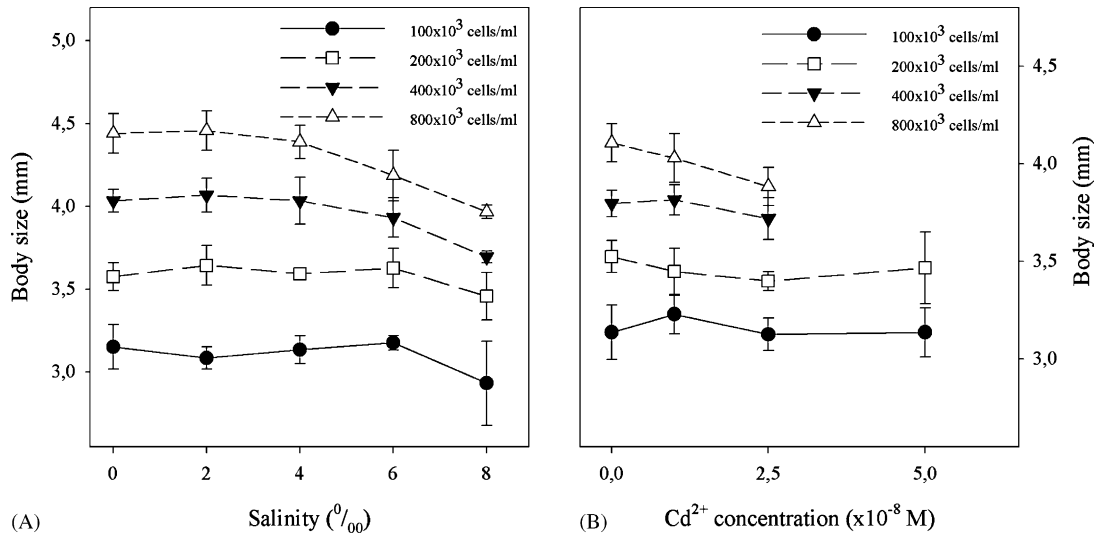 5,0
4,5
4,0
3,5
3,0
Body size (mm)
100x10³ cells/ml
200x10³ cells/ml
400x10³ cells/ml
800x10³ cells/ml
0 2 4 6 8
(A) Salinity (⁰/₀₀)
100x10³ cells/ml
200x10³ cells/ml
400x10³ cells/ml
800x10³ cells/ml
4,5
4,0
3,5
3,0
Body size (mm)
0,0 2,5 5,0
(B) Cd²⁺ concentration (x10⁻⁸ M)